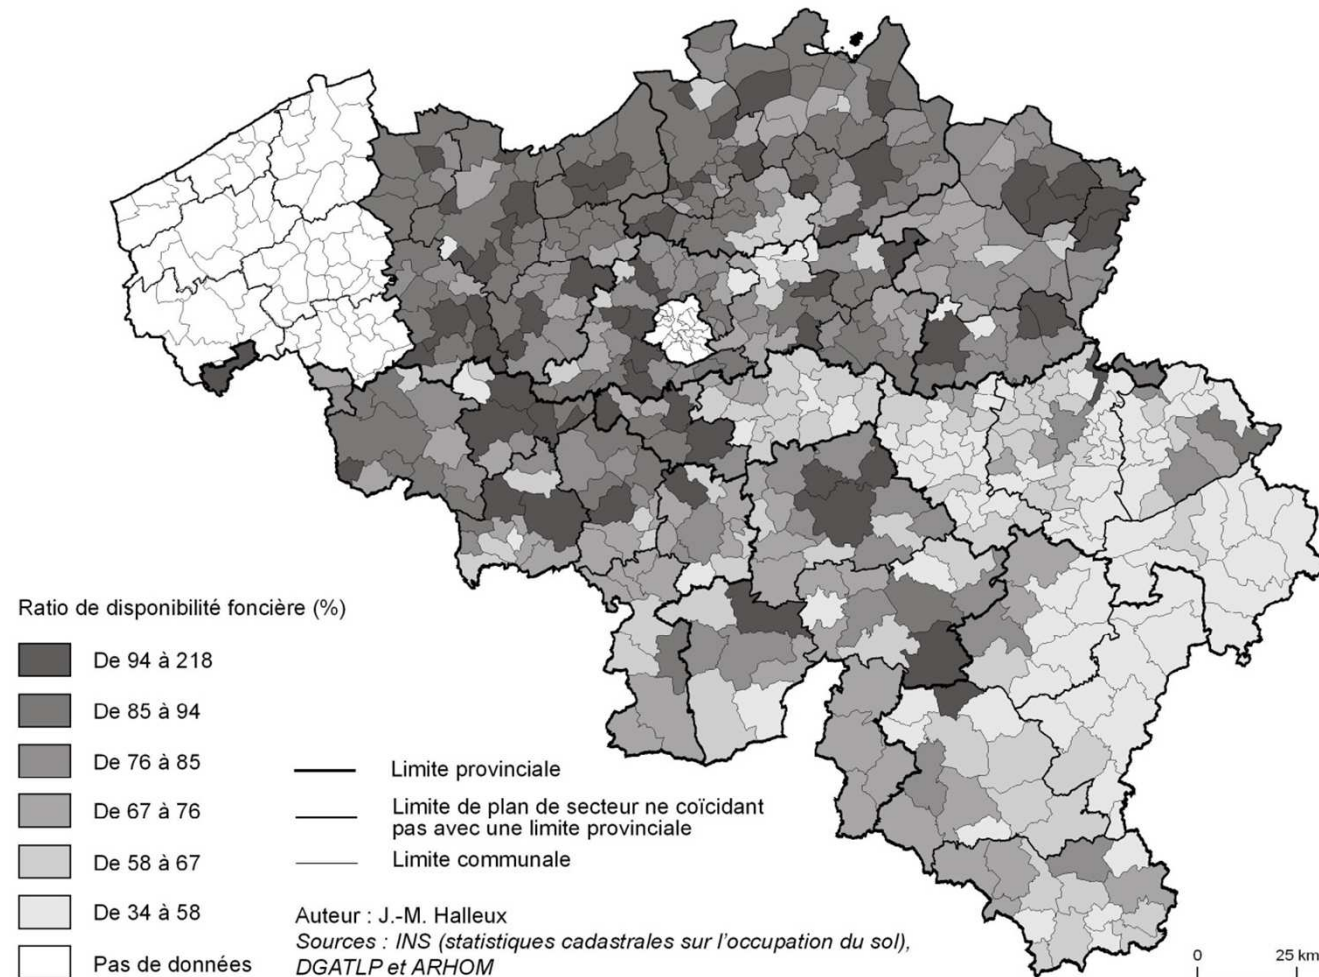 Ratio de disponibilité foncière (%)
De 94 à 218
De 85 à 94
De 76 à 85
De 67 à 76
De 58 à 67
De 34 à 58
Pas de données
Limite provinciale
Limite de plan de secteur ne coïcidant
pas avec une limite provinciale
Limite communale
Auteur : J.-M. Halleux
Sources : INS (statistiques cadastrales sur l'occupation du sol),
DGATLP et ARHOM
0 25 km